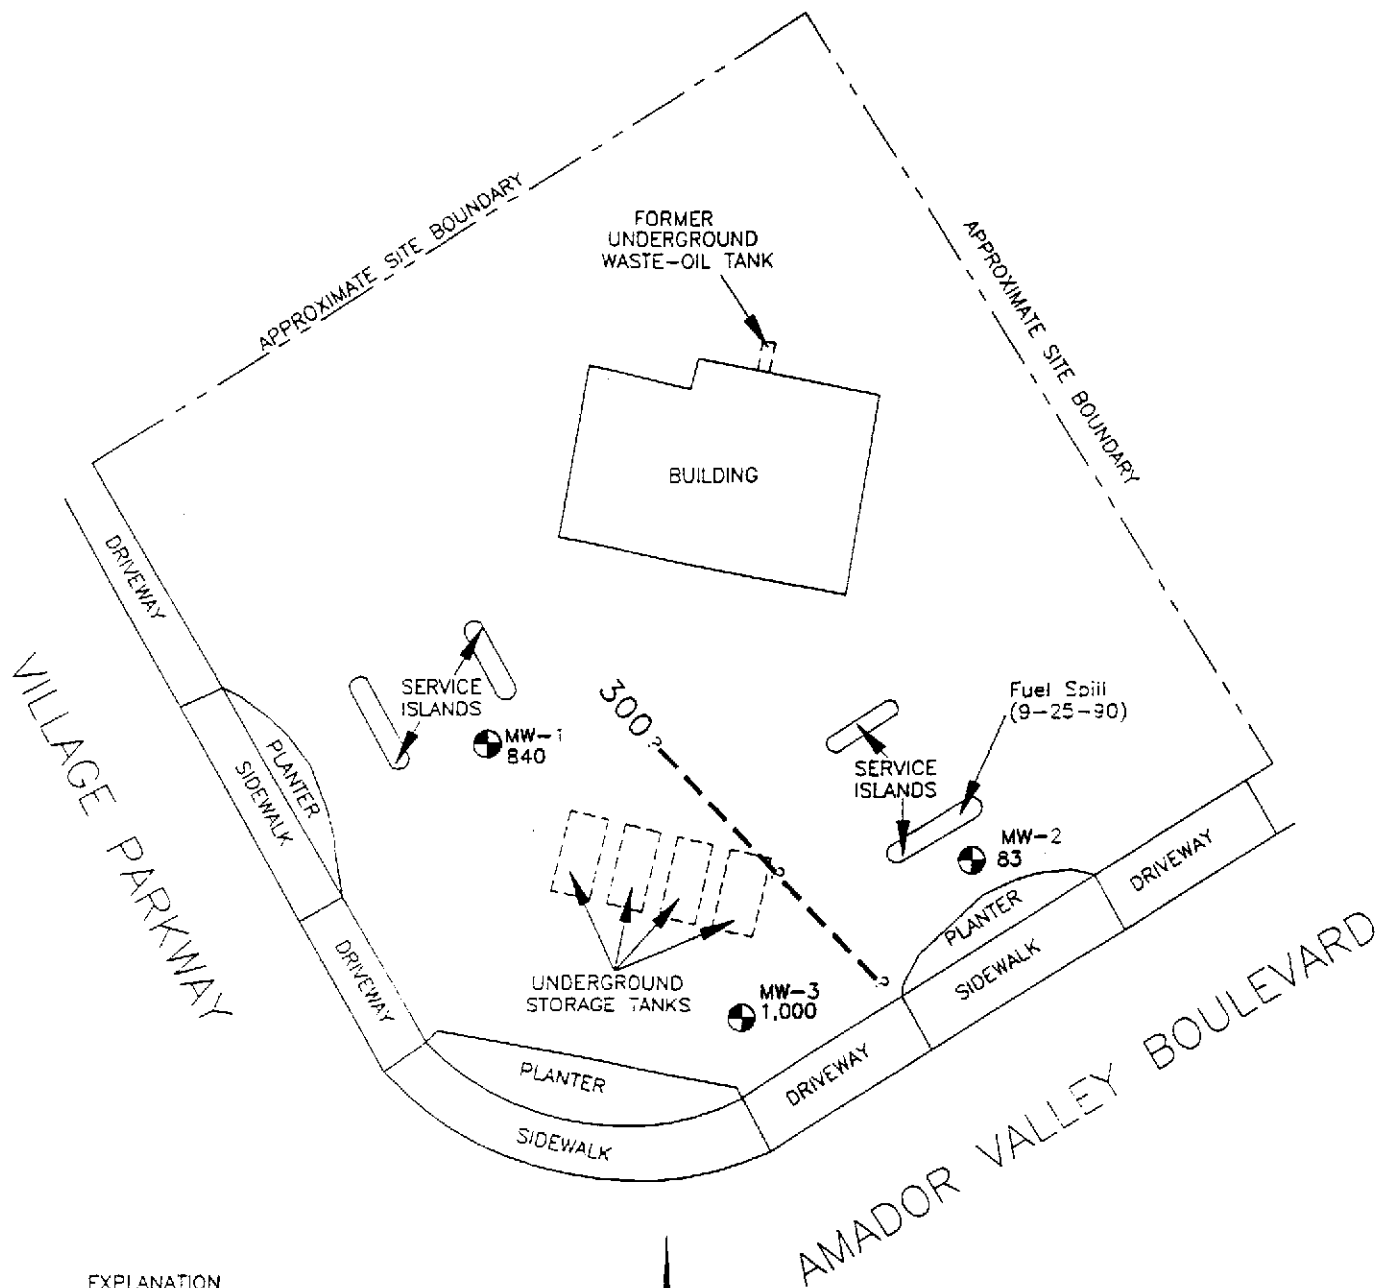 APPROXIMATE SITE BOUNDARY
FORMER
UNDERGROUND
WASTE-OIL TANK
APPROXIMATE SITE BOUNDARY
BUILDING
DRIVEWAY
VILLAGE PARKWAY
SERVICE
ISLANDS
300
?
Fuel Spill
(9-25-90)
MW-1
840
PLANTER
SIDEWALK
SERVICE
ISLANDS
MW-2
83
?
DRIVEWAY
PLANTER
SIDEWALK
DRIVEWAY
UNDERGROUND
STORAGE TANKS
MW-3
1,000
?
PLANTER
DRIVEWAY
SIDEWALK
AMADOR VALLEY BOULEVARD
EXPLANATION